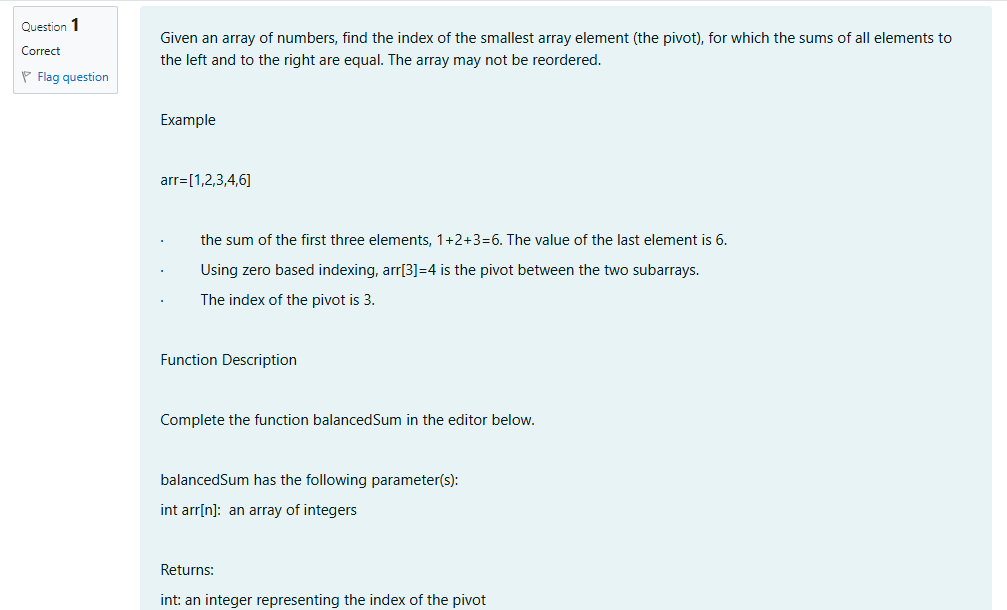 Question 1
Correct
Flag question
Given an array of numbers, find the index of the smallest array element (the pivot), for which the sums of all elements to
the left and to the right are equal. The array may not be reordered.
Example
arr=[1,2,3,4,6]
· the sum of the first three elements, 1+2+3=6. The value of the last element is 6.
· Using zero based indexing, arr[3]=4 is the pivot between the two subarrays.
· The index of the pivot is 3.
Function Description
Complete the function balancedSum in the editor below.
balancedSum has the following parameter(s):
int arr[n]:  an array of integers
Returns:
int: an integer representing the index of the pivot